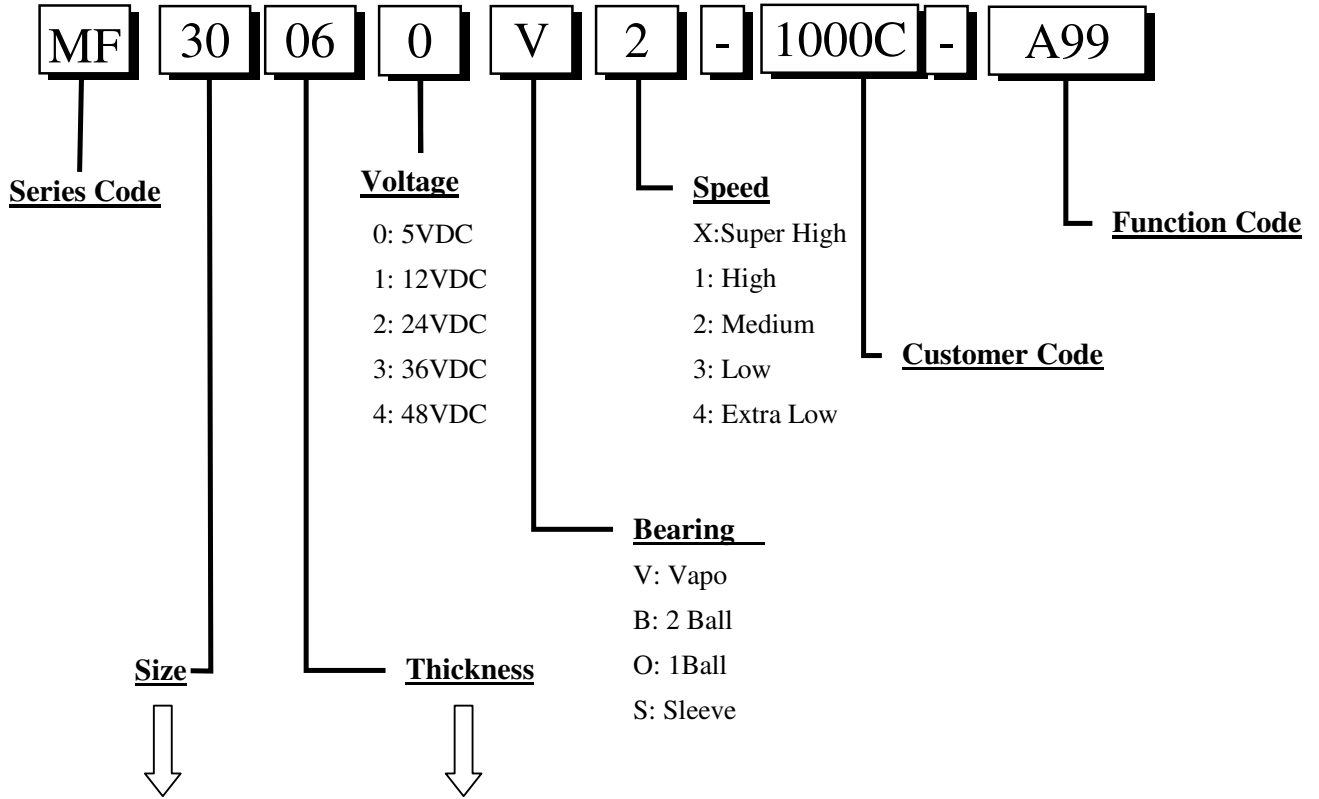 MF 30 06 0 V 2 - 1000C - A99
Series Code
Voltage
0: 5VDC
1: 12VDC
2: 24VDC
3: 36VDC
4: 48VDC
Speed
X:Super High
1: High
2: Medium
3: Low
4: Extra Low
Function Code
Customer Code
Bearing
V: Vapo
B: 2 Ball
O: 1Ball
S: Sleeve
Size
Thickness